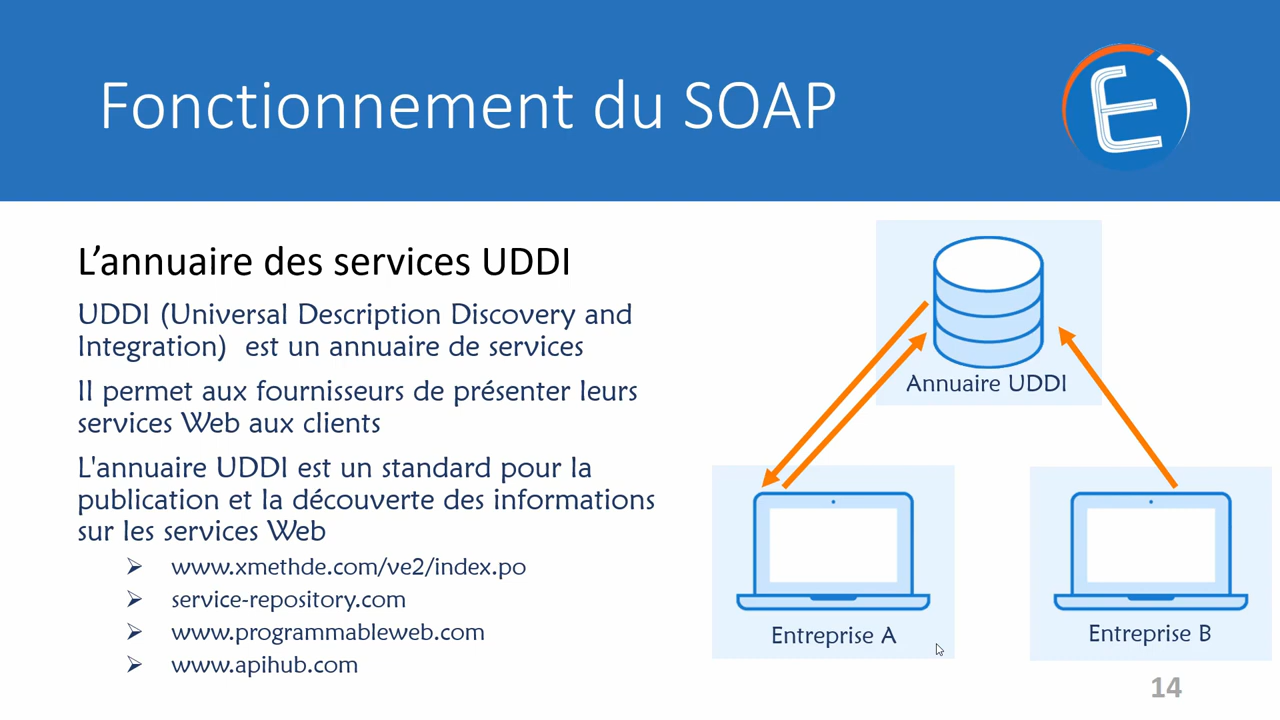 Fonctionnement du SOAP
E
L'annuaire des services UDDI
UDDI (Universal Description Discovery and
Integration) est un annuaire de services
Il permet aux fournisseurs de présenter leurs
services Web aux clients
L'annuaire UDDI est un standard pour la
publication et la découverte des informations
sur les services Web
www.xmethde.com/ve2/index.po
service-repository.com
www.programmableweb.com
www.apihub.com
Annuaire UDDI
Entreprise A
Entreprise B
14